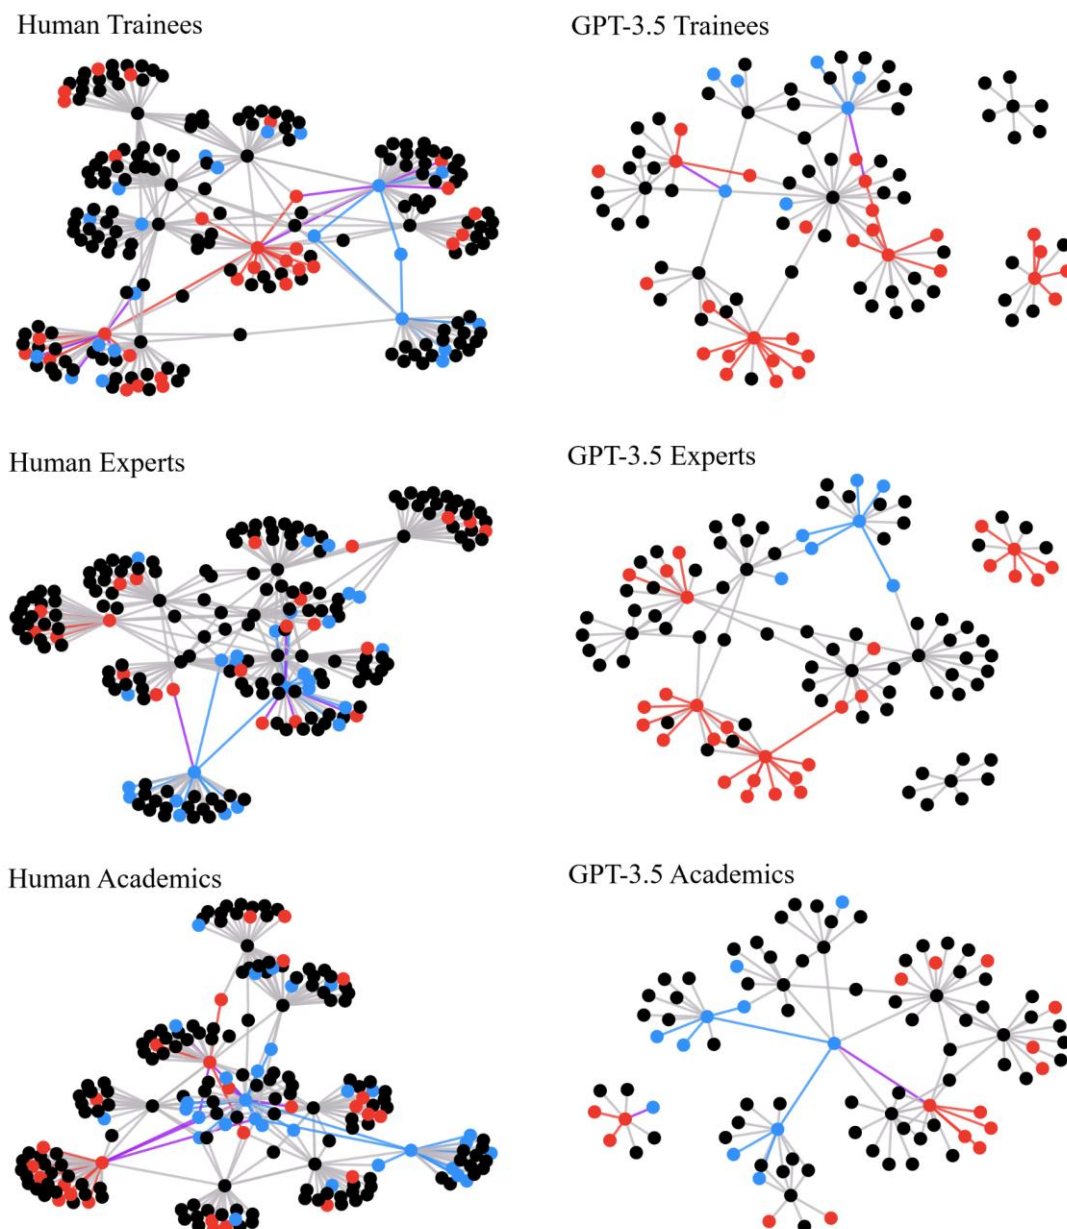 Human Trainees
GPT-3.5 Trainees
Human Experts
GPT-3.5 Experts
Human Academics
GPT-3.5 Academics